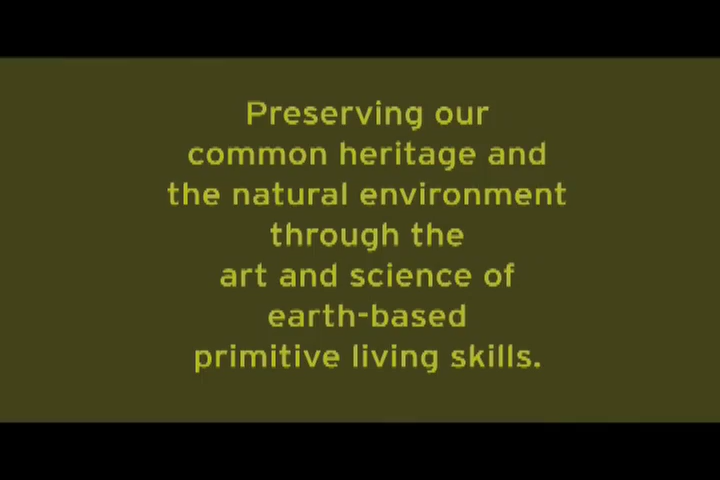 Preserving our
common heritage and
the natural environment
through the
art and science of
earth-based
primitive living skills.